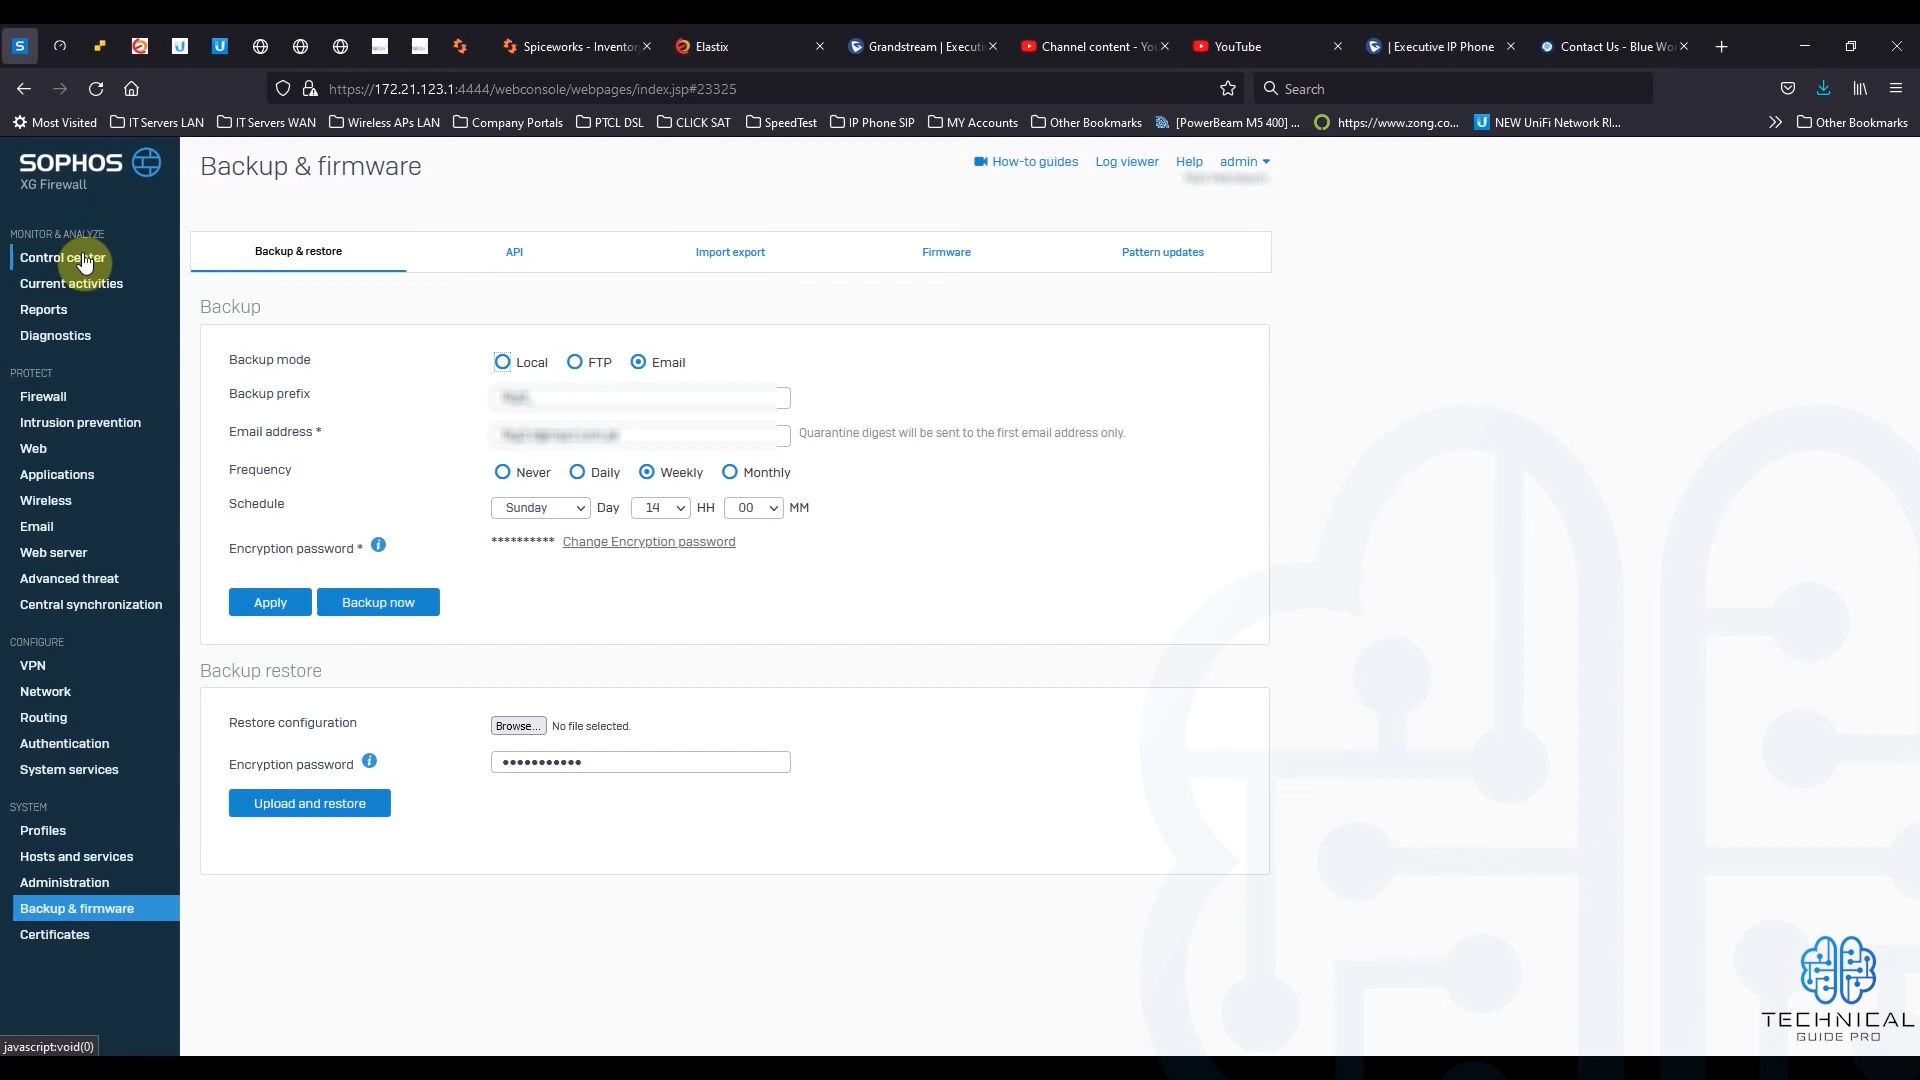 S
Spiceworks - Inventor
Elastix
Grandstream | Executi
Channel content - You
YouTube
| Executive IP Phone
Contact Us - Blue Wo
https://172.21.123.1:4444/webconsole/webpages/index.jsp#23325
Search
Most Visited
IT Servers LAN
IT Servers WAN
Wireless APs LAN
Company Portals
PTCL DSL
CLICK SAT
SpeedTest
IP Phone SIP
MY Accounts
Other Bookmarks
[PowerBeam M5 400] ...
https://www.zong.co...
NEW UniFi Network RI...
Other Bookmarks
SOPHOS
XG Firewall
MONITOR & ANALYZE
Control center
Current activities
Reports
Diagnostics
PROTECT
Firewall
Intrusion prevention
Web
Applications
Wireless
Email
Web server
Advanced threat
Central synchronization
CONFIGURE
VPN
Network
Routing
Authentication
System services
SYSTEM
Profiles
Hosts and services
Administration
Backup & firmware
Certificates
javascript:void(0)
Backup & firmware
How-to guides
Log viewer
Help
admin
Backup & restore
API
Import export
Firmware
Pattern updates
Backup
Backup mode
Local FTP Email
Backup prefix
Email address *
Quarantine digest will be sent to the first email address only.
Frequency
Never Daily Weekly Monthly
Schedule
Sunday Day 14 HH 00 MM
Encryption password * i
********** Change Encryption password
Apply
Backup now
Backup restore
Restore configuration
Browse... No file selected.
Encryption password i
•••••••••••
Upload and restore
TECHNICAL
GUIDE PRO